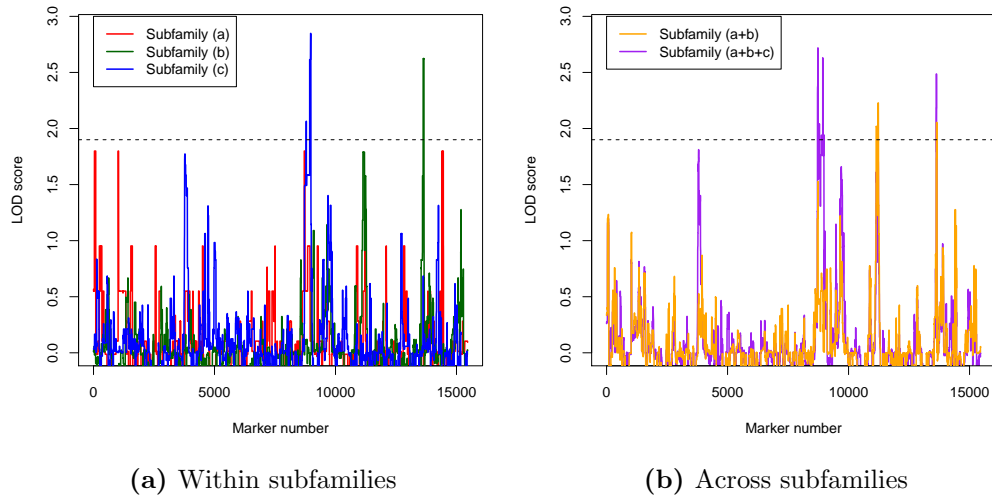 Subfamily (a)
Subfamily (b)
Subfamily (c)
LOD score
0.0
0.5
1.0
1.5
2.0
2.5
3.0
0
5000
10000
15000
Marker number
(a) Within subfamilies
Subfamily (a+b)
Subfamily (a+b+c)
LOD score
0.0
0.5
1.0
1.5
2.0
2.5
3.0
0
5000
10000
15000
Marker number
(b) Across subfamilies